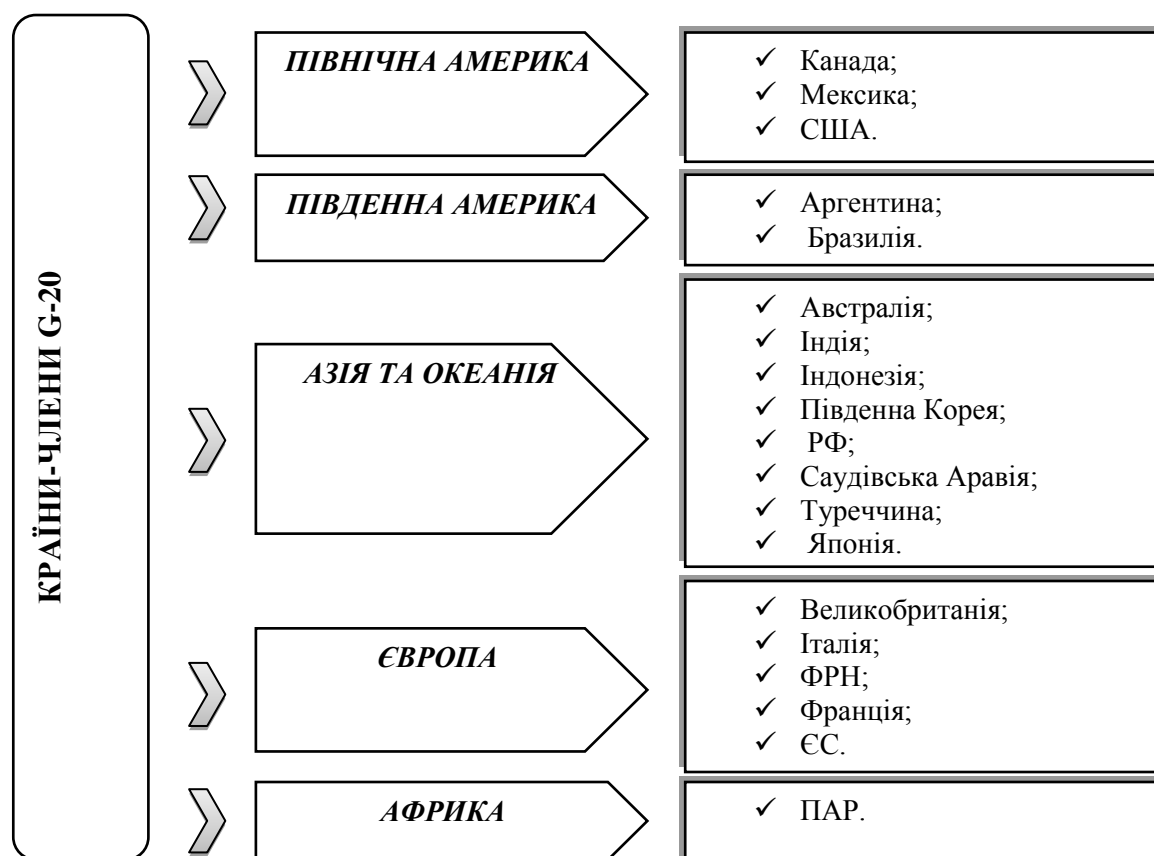 КРАЇНИ-ЧЛЕНИ G-20
ПІВНІЧНА АМЕРИКА
✓ Канада;
✓ Мексика;
✓ США.
ПІВДЕННА АМЕРИКА
✓ Аргентина;
✓ Бразилія.
АЗІЯ ТА ОКЕАНІЯ
✓ Австралія;
✓ Індія;
✓ Індонезія;
✓ Південна Корея;
✓ РФ;
✓ Саудівська Аравія;
✓ Туреччина;
✓ Японія.
ЄВРОПА
✓ Великобританія;
✓ Італія;
✓ ФРН;
✓ Франція;
✓ ЄС.
АФРИКА
✓ ПАР.